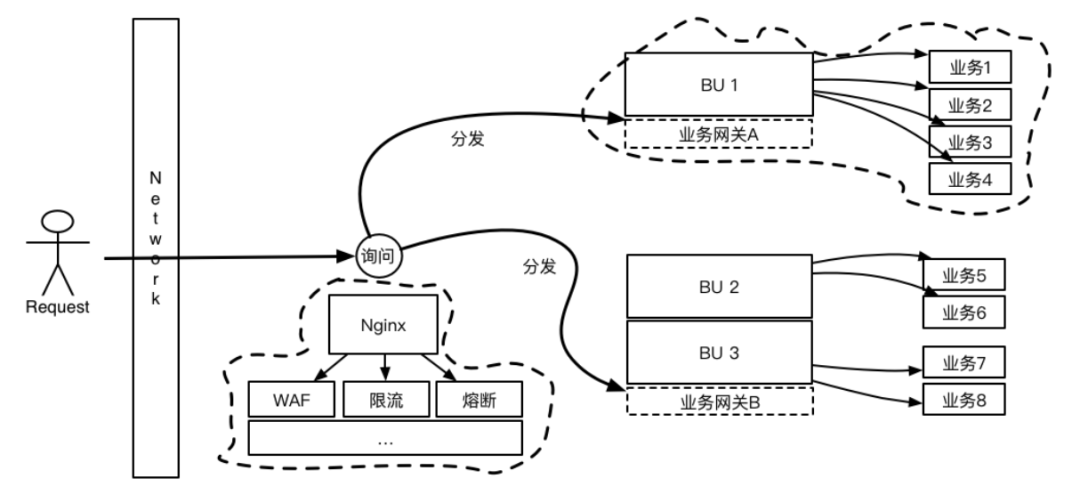 Request
Network
询问
分发
分发
Nginx
WAF
限流
熔断
...
BU 1
业务网关A
业务1
业务2
业务3
业务4
BU 2
BU 3
业务网关B
业务5
业务6
业务7
业务8